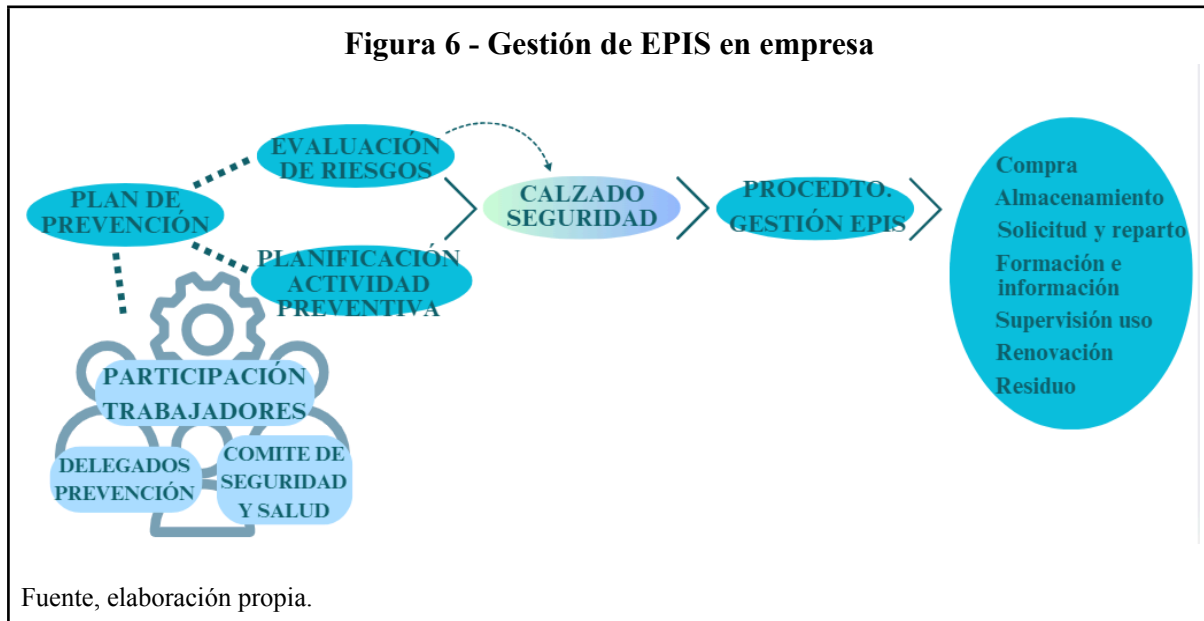 Figura 6 - Gestión de EPIS en empresa
EVALUACIÓN
DE RIESGOS
PLAN DE
PREVENCIÓN
PLANIFICACIÓN
ACTIVIDAD
PREVENTIVA
PARTICIPACIÓN
TRABAJADORES
DELEGADOS
PREVENCIÓN
COMITE DE
SEGURIDAD
Y SALUD
CALZADO
SEGURIDAD
PROCEDTO.
GESTIÓN EPIS
Compra
Almacenamiento
Solicitud y reparto
Formación e
información
Supervisión uso
Renovación
Residuo
Fuente, elaboración propia.